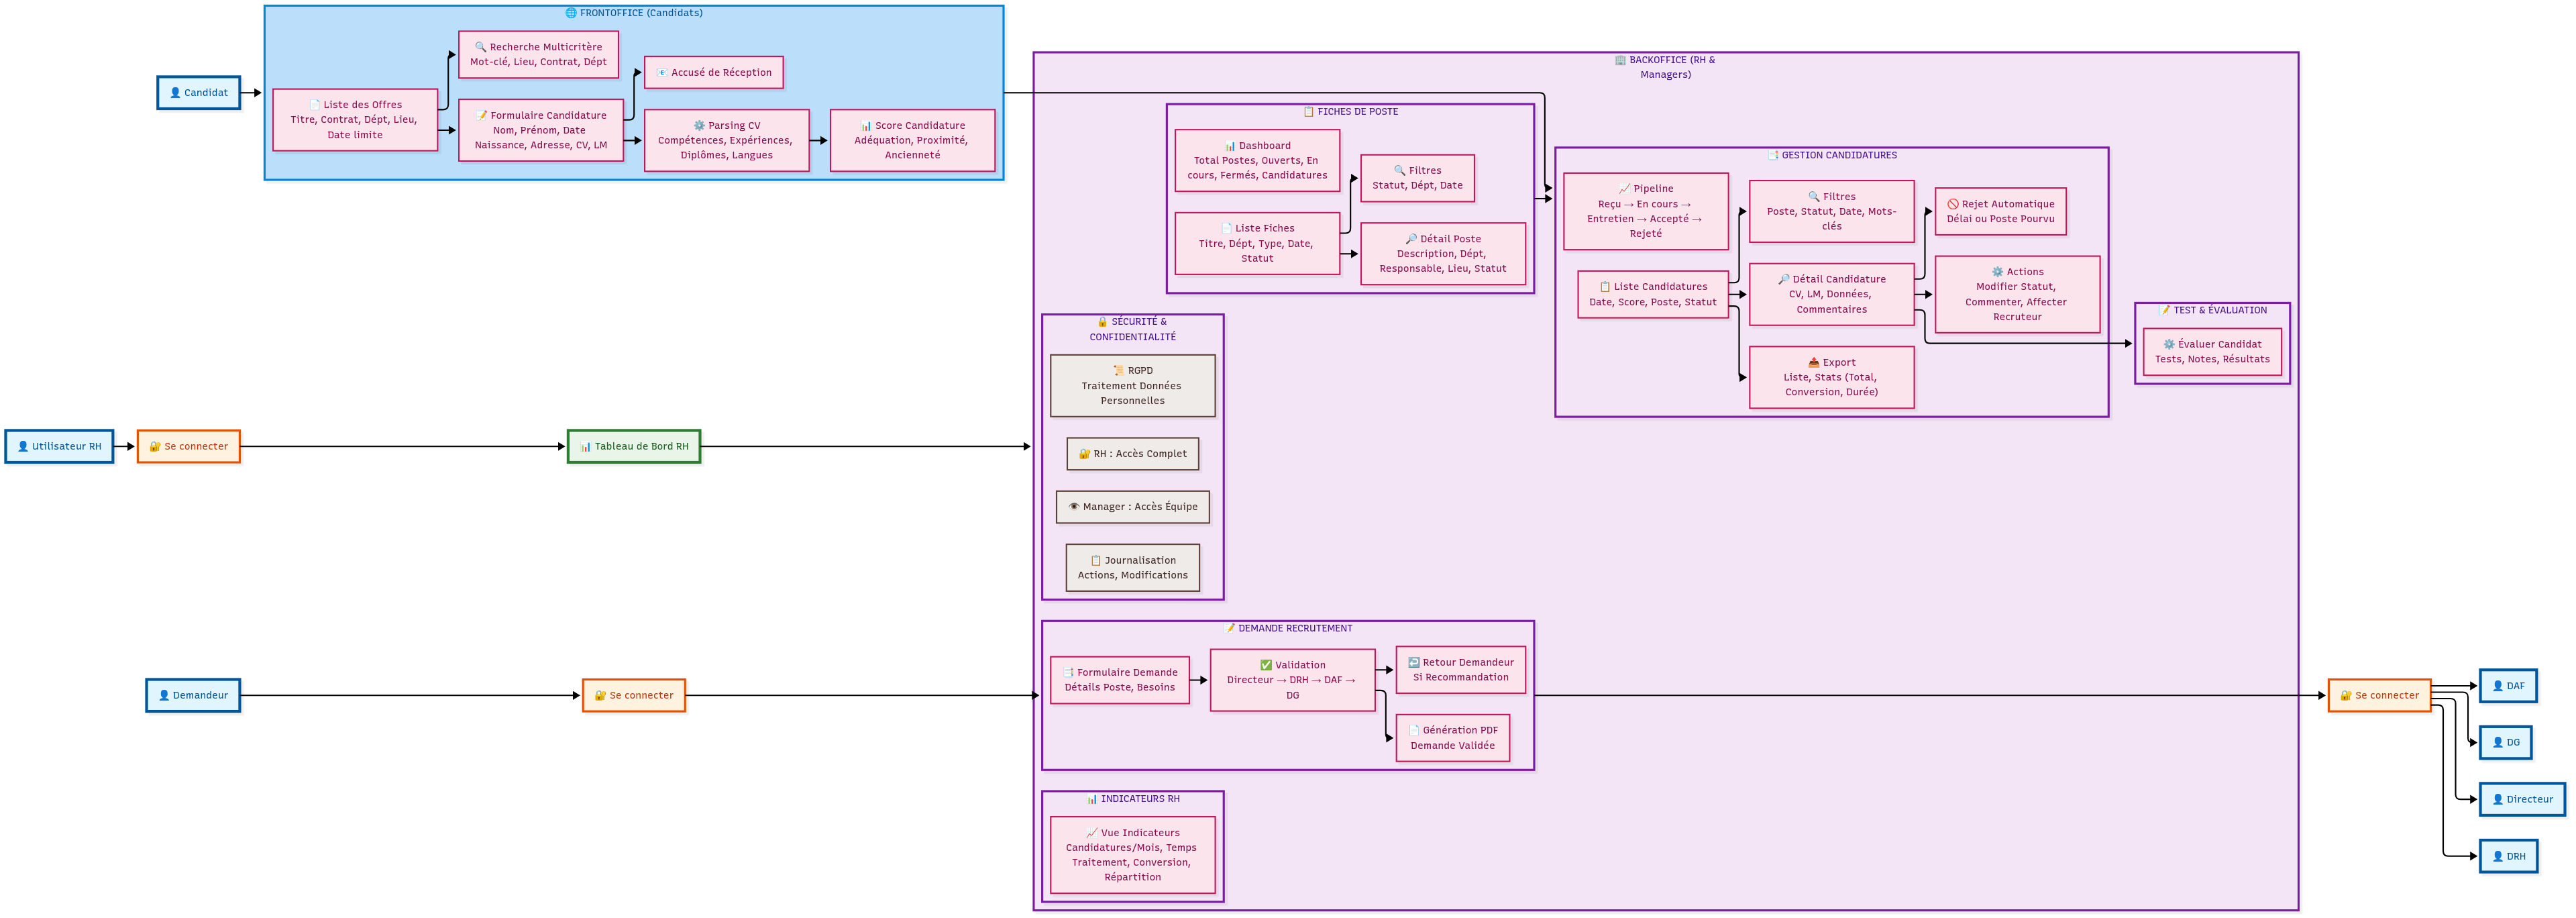 🌐 FRONTOFFICE (Candidats)
👤 Candidat
📄 Liste des Offres
Titre, Contrat, Dépt, Lieu,
Date limite
🔍 Recherche Multicritère
Mot-clé, Lieu, Contrat, Dépt
📝 Formulaire Candidature
Nom, Prénom, Date
Naissance, Adresse, CV, LM
📧 Accusé de Réception
⚙️ Parsing CV
Compétences, Expériences,
Diplômes, Langues
📊 Score Candidature
Adéquation, Proximité,
Ancienneté
🏢 BACKOFFICE (RH &
Managers)
📋 FICHES DE POSTE
📊 Dashboard
Total Postes, Ouverts, En
cours, Fermés, Candidatures
📄 Liste Fiches
Titre, Dépt, Type, Date,
Statut
🔍 Filtres
Statut, Dépt, Date
🔎 Détail Poste
Description, Dépt,
Responsable, Lieu, Statut
📑 GESTION CANDIDATURES
📈 Pipeline
Reçu → En cours →
Entretien → Accepté →
Rejeté
📋 Liste Candidatures
Date, Score, Poste, Statut
🔍 Filtres
Poste, Statut, Date, Mots-
clés
🔎 Détail Candidature
CV, LM, Données,
Commentaires
📤 Export
Liste, Stats (Total,
Conversion, Durée)
🚫 Rejet Automatique
Délai ou Poste Pourvu
⚙️ Actions
Modifier Statut,
Commenter, Affecter
Recruteur
📝 TEST & ÉVALUATION
⚙️ Évaluer Candidat
Tests, Notes, Résultats
🔒 SÉCURITÉ &
CONFIDENTIALITÉ
📜 RGPD
Traitement Données
Personnelles
🔐 RH : Accès Complet
👁️ Manager : Accès Équipe
📋 Journalisation
Actions, Modifications
👤 Utilisateur RH
🔐 Se connecter
📊 Tableau de Bord RH
📝 DEMANDE RECRUTEMENT
📑 Formulaire Demande
Détails Poste, Besoins
✅ Validation
Directeur → DRH → DAF →
DG
↩️ Retour Demandeur
Si Recommandation
📄 Génération PDF
Demande Validée
👤 Demandeur
🔐 Se connecter
🔐 Se connecter
👤 DAF
👤 DG
👤 Directeur
👤 DRH
📊 INDICATEURS RH
📈 Vue Indicateurs
Candidatures/Mois, Temps
Traitement, Conversion,
Répartition